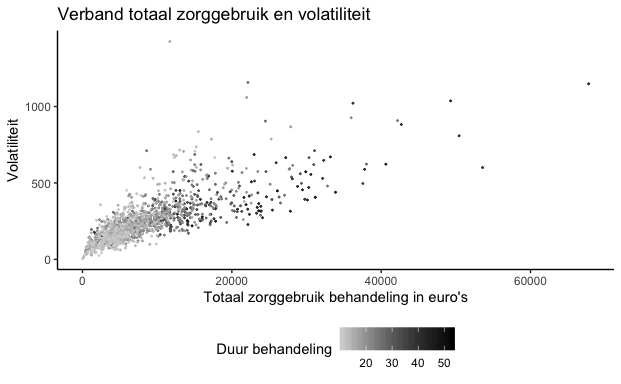 Verband totaal zorggebruik en volatiliteit
Volatiliteit
1000
500
0
0 20000 40000 60000
Totaal zorggebruik behandeling in euro's
Duur behandeling
20 30 40 50